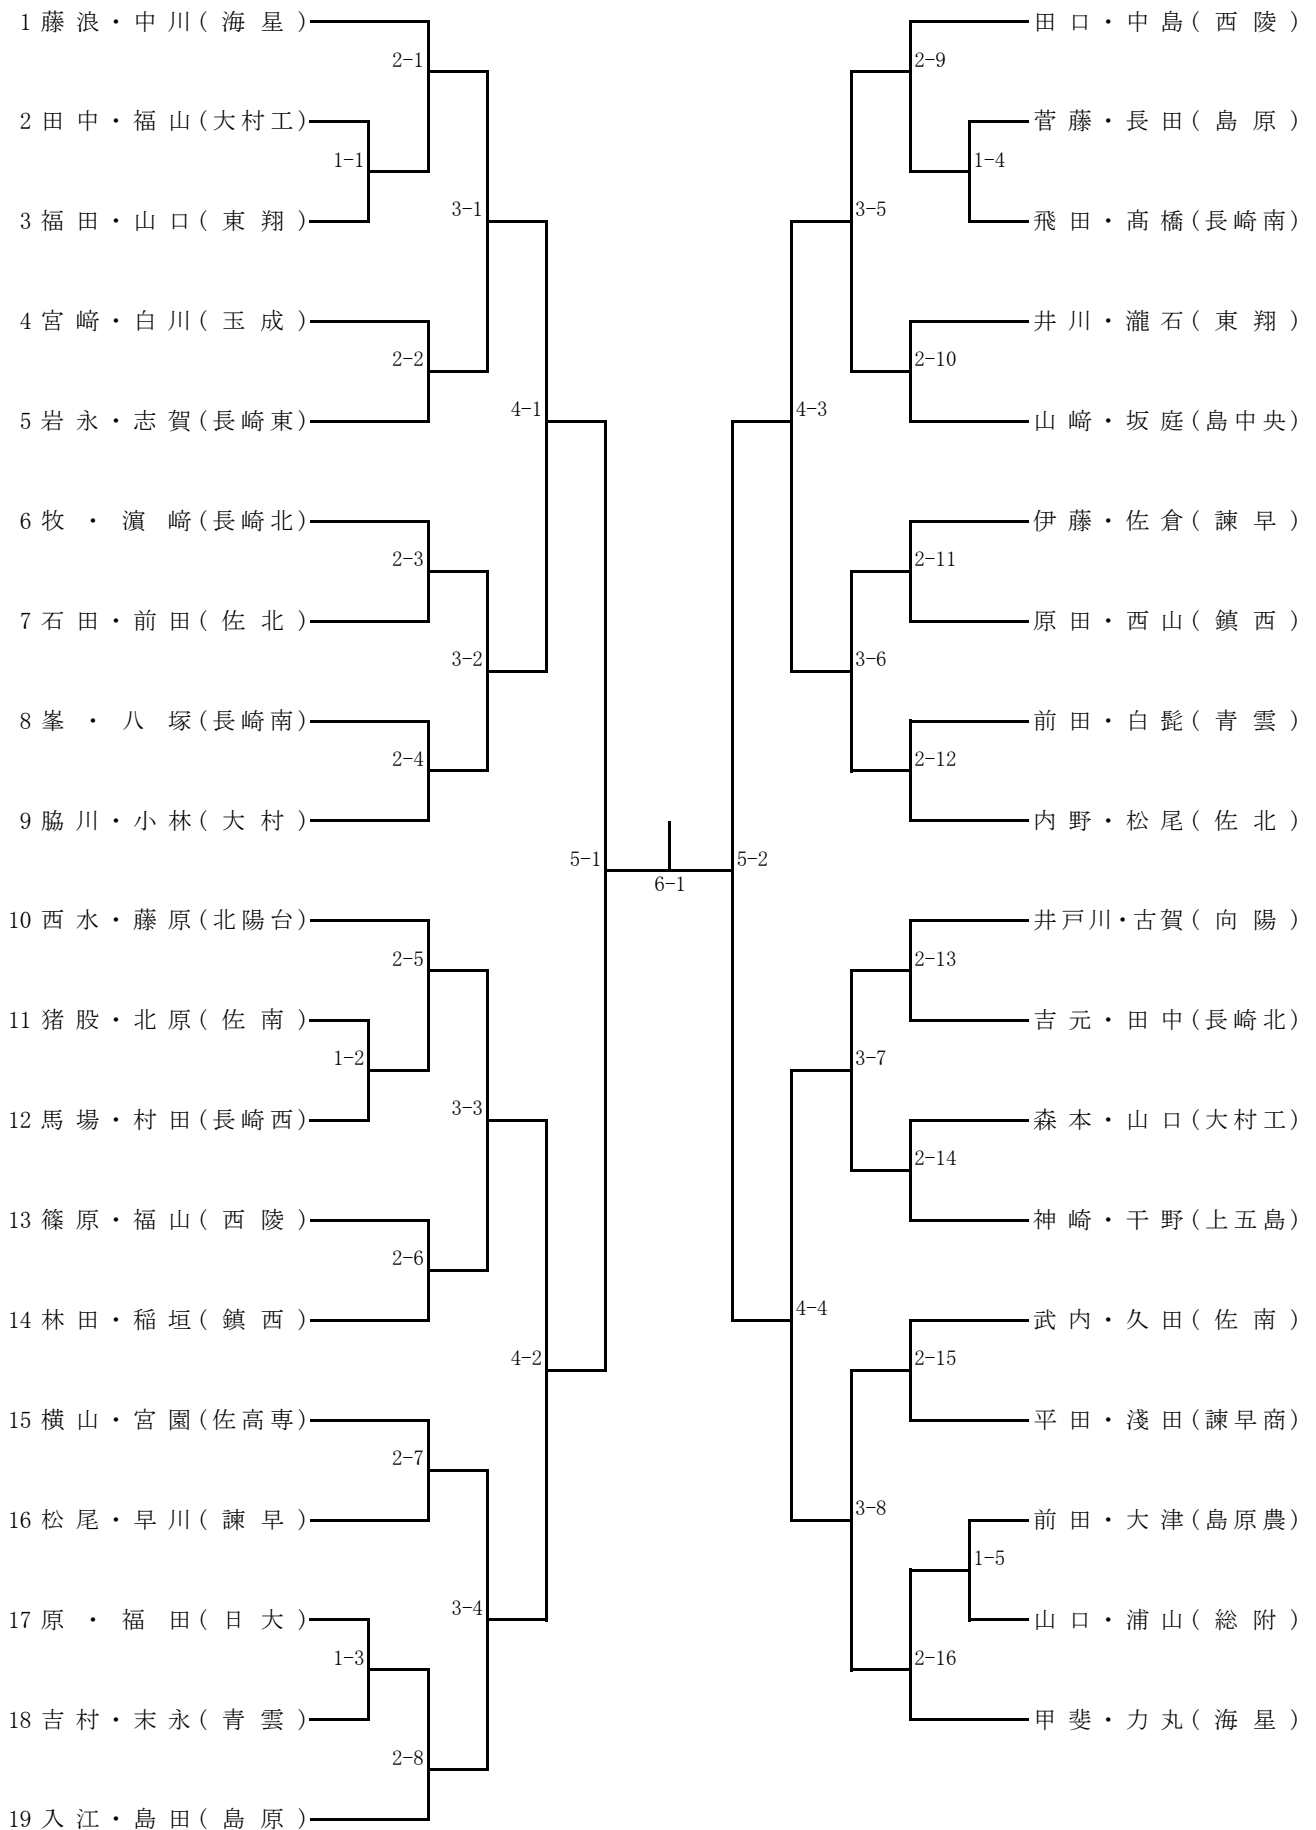 1 藤浪・中川(海星) 田口・中島(西陵)
2-1 2-9
2 田中・福山(大村工) 菅藤・長田(島原)
1-1 1-4
3 福田・山口(東翔) 3-1 3-5 飛田・髙橋(長崎南)
4 宮﨑・白川(玉成) 井川・瀧石(東翔)
2-2 2-10
5 岩永・志賀(長崎東) 4-1 4-3 山﨑・坂庭(島中央)
6 牧・濵﨑(長崎北) 伊藤・佐倉(諫早)
2-3 2-11
7 石田・前田(佐北) 原田・西山(鎮西)
3-2 3-6
8 峯・八塚(長崎南) 前田・白髭(青雲)
2-4 2-12
9 脇川・小林(大村) 内野・松尾(佐北)
5-1 5-2
6-1
10 西水・藤原(北陽台) 井戸川・古賀(向陽)
2-5 2-13
11 猪股・北原(佐南) 吉元・田中(長崎北)
1-2 3-7
12 馬場・村田(長崎西) 3-3 森本・山口(大村工)
2-14
13 篠原・福山(西陵) 神崎・干野(上五島)
2-6
14 林田・稲垣(鎮西) 4-4 武内・久田(佐南)
4-2 2-15
15 横山・宮園(佐高専) 平田・淺田(諫早商)
2-7
16 松尾・早川(諫早) 3-8 前田・大津(島原農)
1-5
17 原・福田(日大) 3-4 山口・浦山(総附)
1-3 2-16
18 吉村・末永(青雲) 甲斐・力丸(海星)
2-8
19 入江・島田(島原)